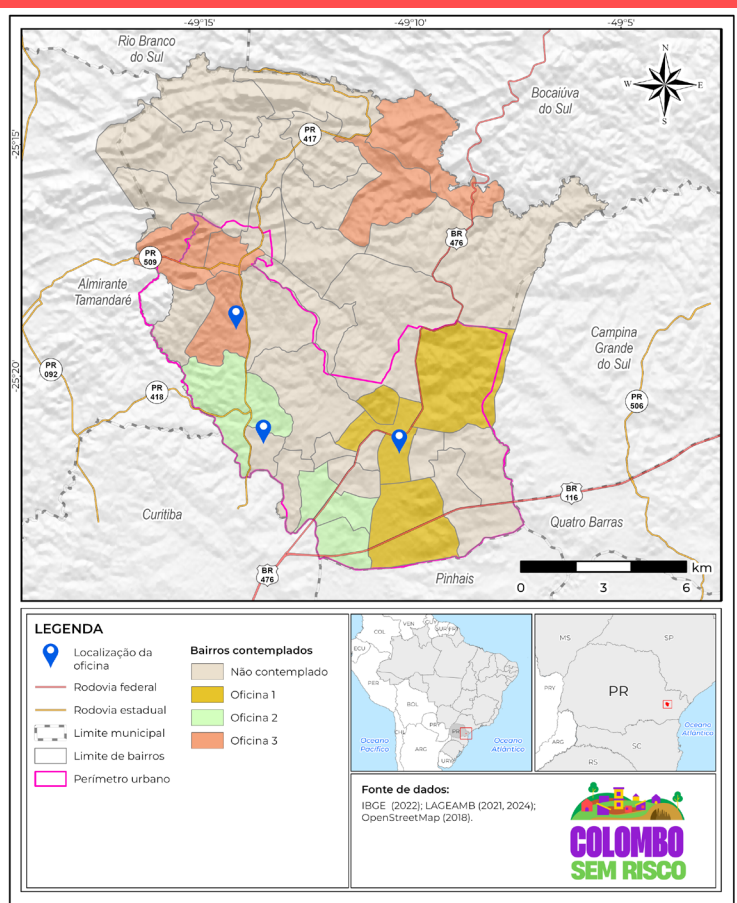 -49°15'
-49°10'
-49°5'
Rio Branco
do Sul
Bocaiúva
do Sul
N
W
E
S
-25°15'
PR
417
BR
476
PR
509
Almirante
Tamandaré
Campina
Grande
do Sul
-25°20'
PR
092
PR
418
PR
506
BR
116
Curitiba
Quatro Barras
BR
476
Pinhais
km
0
3
6
LEGENDA
Localização da
oficina
Rodovia federal
Rodovia estadual
Limite municipal
Limite de bairros
Perímetro urbano
Bairros contemplados
Não contemplado
Oficina 1
Oficina 2
Oficina 3
VEN
COL
ECU
PER
BOL
PRY
PR
ARG
URY
Oceano
Pacífico
Oceano
Atlântico
MS
SP
PRY
PR
ARG
SC
RS
Oceano
Atlântico
Fonte de dados:
IBGE (2022); LAGEAMB (2021, 2024);
OpenStreetMap (2018).
COLOMBO
SEM RISCO